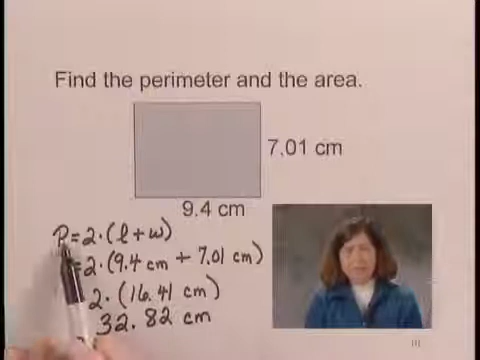 Find the perimeter and the area.
7.01 cm
9.4 cm
P = 2 · (l + w)
= 2 · (9.4 cm + 7.01 cm)
2 · (16.41 cm)
32.82 cm